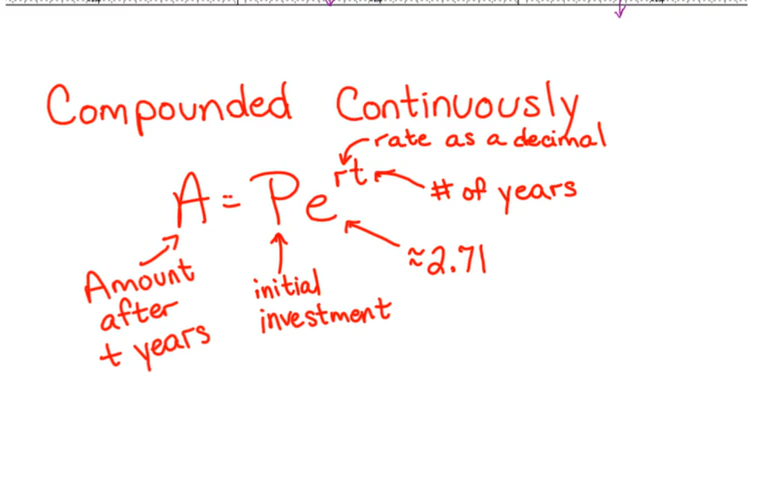 Compounded Continuously
rate as a decimal
A = Pe^rt
# of years
≈2.71
Amount
after
t years
initial
investment